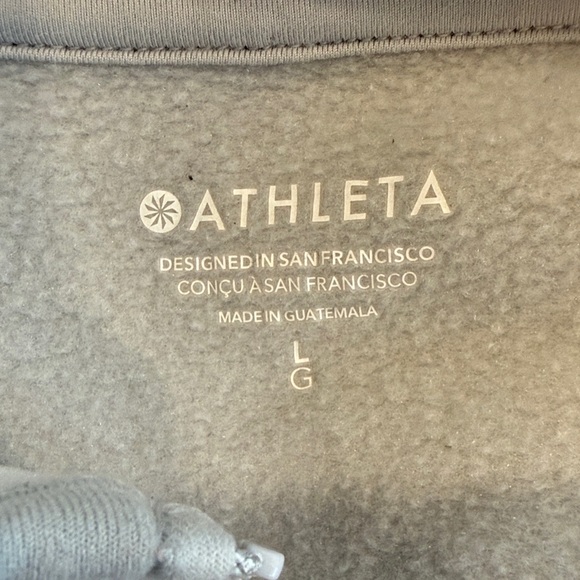 ATHLETA
DESIGNED IN SAN FRANCISCO
CONÇU À SAN FRANCISCO
MADE IN GUATEMALA
L
G